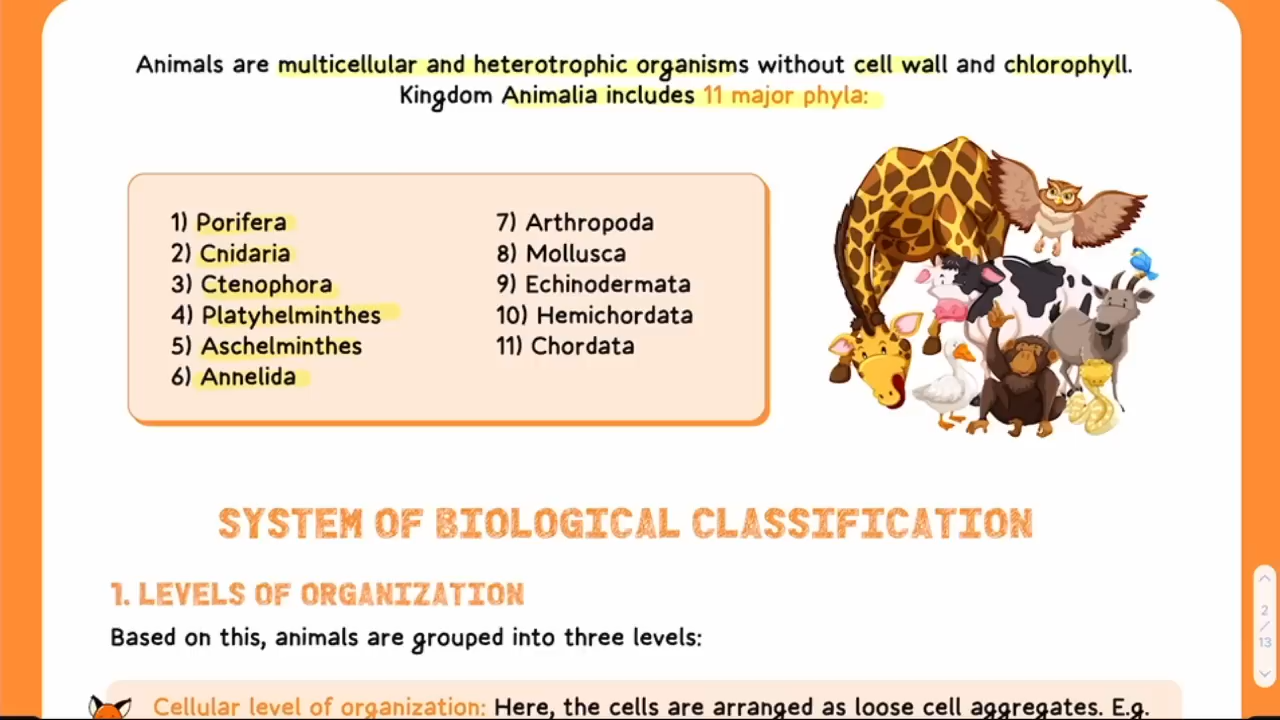 Animals are multicellular and heterotrophic organisms without cell wall and chlorophyll.
Kingdom Animalia includes 11 major phyla:
1) Porifera
2) Cnidaria
3) Ctenophora
4) Platyhelminthes
5) Aschelminthes
6) Annelida
7) Arthropoda
8) Mollusca
9) Echinodermata
10) Hemichordata
11) Chordata
SYSTEM OF BIOLOGICAL CLASSIFICATION
1. LEVELS OF ORGANIZATION
Based on this, animals are grouped into three levels:
Cellular level of organization: Here, the cells are arranged as loose cell aggregates. E.g.
2
/
13